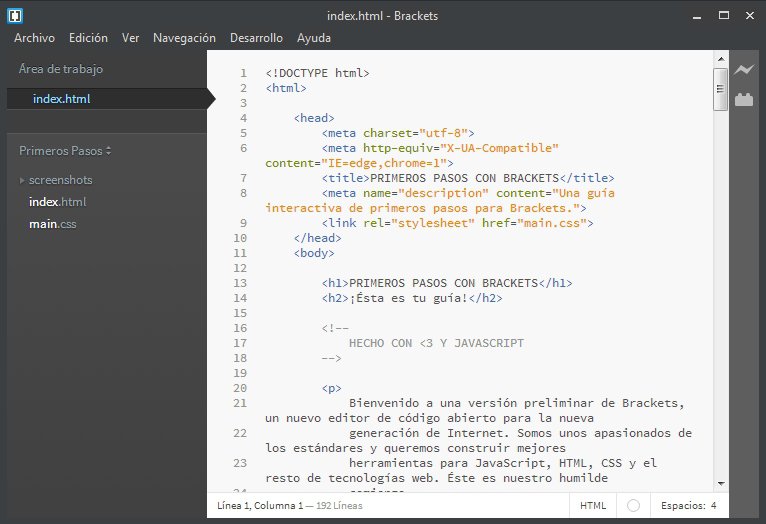 index.html - Brackets
Archivo Edición Ver Navegación Desarrollo Ayuda
Área de trabajo
index.html
Primeros Pasos
screenshots
index.html
main.css
1 <!DOCTYPE html>
2 <html>
3
4 <head>
5 <meta charset="utf-8">
6 <meta http-equiv="X-UA-Compatible"
content="IE=edge,chrome=1">
7 <title>PRIMEROS PASOS CON BRACKETS</title>
8 <meta name="description" content="Una guía
interactiva de primeros pasos para Brackets.">
9 <link rel="stylesheet" href="main.css">
10 </head>
11 <body>
12
13 <h1>PRIMEROS PASOS CON BRACKETS</h1>
14 <h2>¡Ésta es tu guía!</h2>
15
16 <!--
17 HECHO CON <3 Y JAVASCRIPT
18 -->
19
20 <p>
21 Bienvenido a una versión preliminar de Brackets,
un nuevo editor de código abierto para la nueva
22 generación de Internet. Somos unos apasionados de
los estándares y queremos construir mejores
23 herramientas para JavaScript, HTML, CSS y el
resto de tecnologías web. Éste es nuestro humilde
Línea 1, Columna 1 — 192 Líneas HTML Espacios: 4